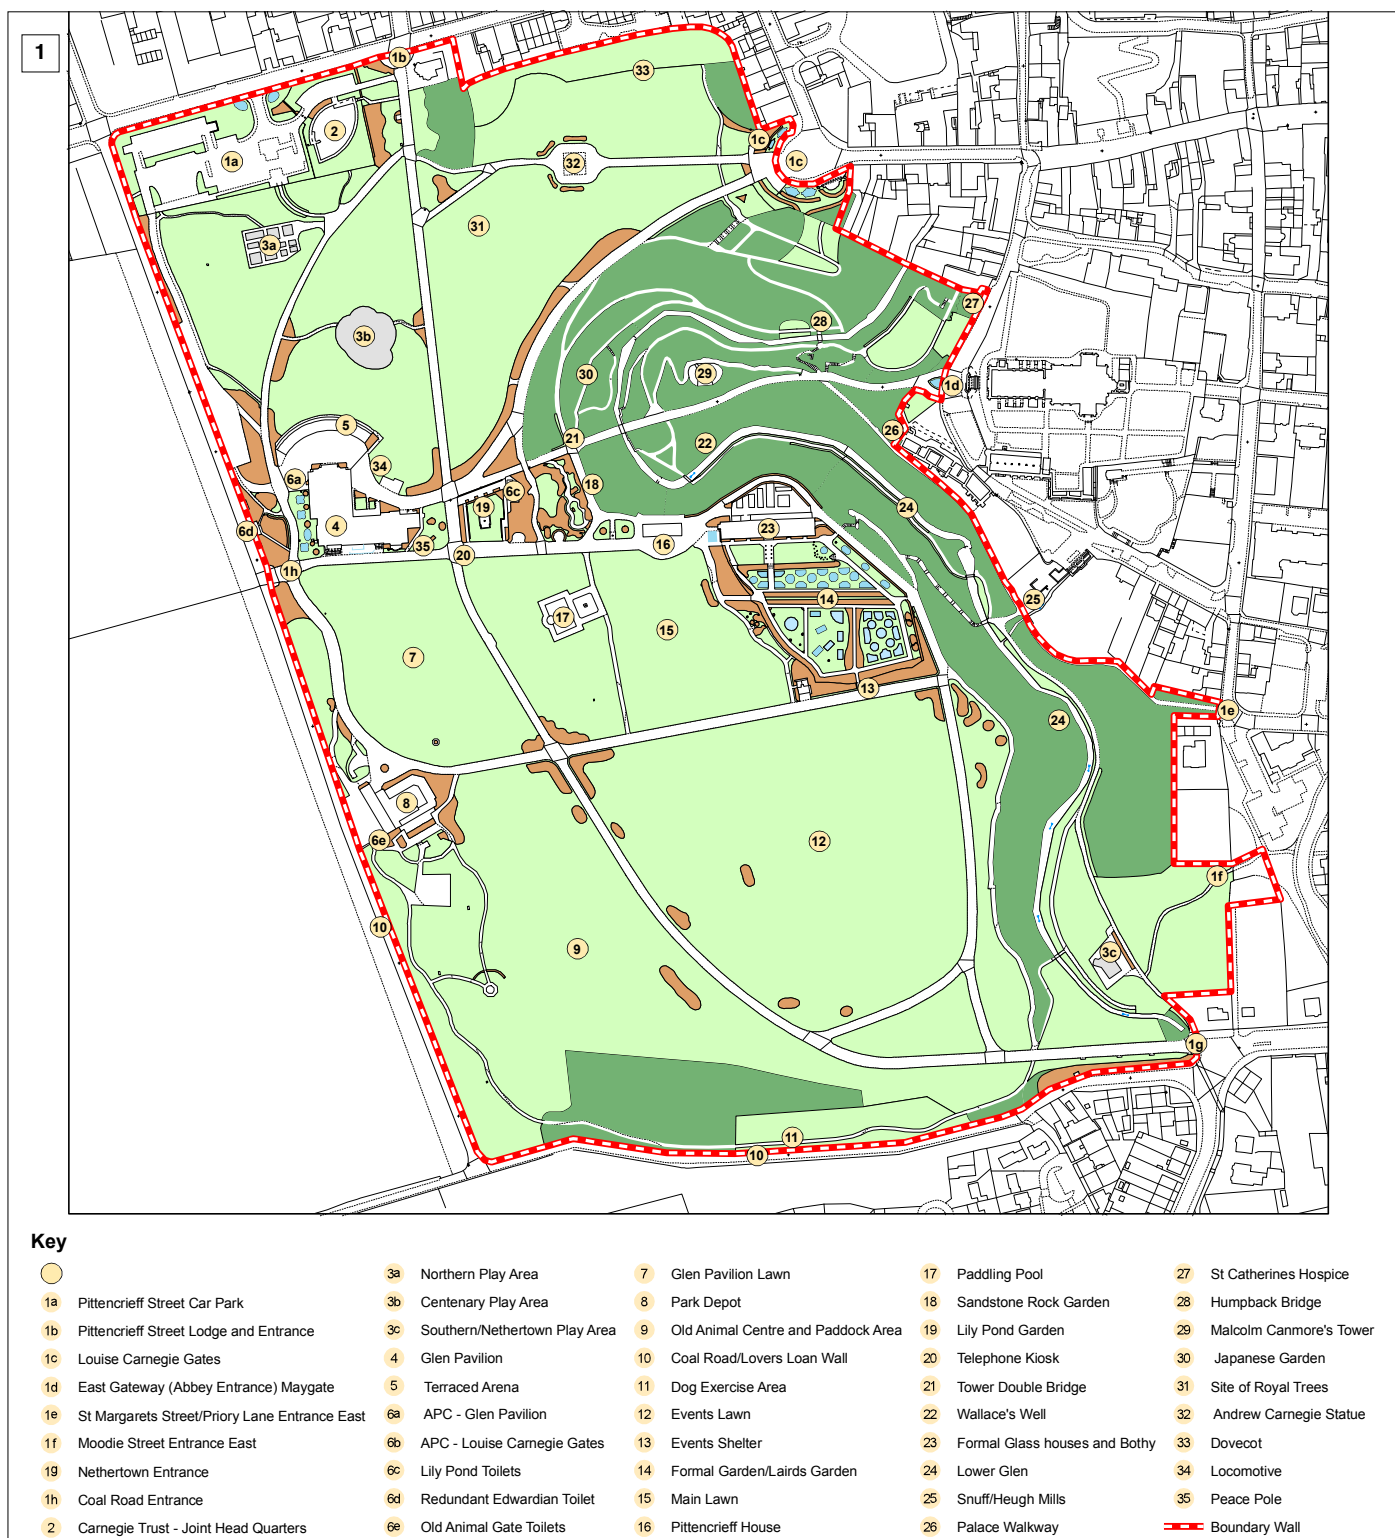 1
1b
33
2
1c
1c
1a
32
31
3a
27
28
3b
29
30
1d
5
26
21
22
34
6a
6c
18
19
24
4
6d
23
35
16
20
1h
14
25
17
15
7
13
1e
24
8
6e
12
1f
10
9
3c
1g
11
10
Key
1a Pittencrieff Street Car Park
1b Pittencrieff Street Lodge and Entrance
1c Louise Carnegie Gates
1d East Gateway (Abbey Entrance) Maygate
1e St Margarets Street/Priory Lane Entrance East
1f Moodie Street Entrance East
1g Nethertown Entrance
1h Coal Road Entrance
2 Carnegie Trust - Joint Head Quarters
3a Northern Play Area
3b Centenary Play Area
3c Southern/Nethertown Play Area
4 Glen Pavilion
5 Terraced Arena
6a APC - Glen Pavilion
6b APC - Louise Carnegie Gates
6c Lily Pond Toilets
6d Redundant Edwardian Toilet
6e Old Animal Gate Toilets
7 Glen Pavilion Lawn
8 Park Depot
9 Old Animal Centre and Paddock Area
10 Coal Road/Lovers Loan Wall
11 Dog Exercise Area
12 Events Lawn
13 Events Shelter
14 Formal Garden/Lairds Garden
15 Main Lawn
16 Pittencrieff House
17 Paddling Pool
18 Sandstone Rock Garden
19 Lily Pond Garden
20 Telephone Kiosk
21 Tower Double Bridge
22 Wallace's Well
23 Formal Glass houses and Bothy
24 Lower Glen
25 Snuff/Heugh Mills
26 Palace Walkway
27 St Catherines Hospice
28 Humpback Bridge
29 Malcolm Canmore's Tower
30 Japanese Garden
31 Site of Royal Trees
32 Andrew Carnegie Statue
33 Dovecot
34 Locomotive
35 Peace Pole
Boundary Wall